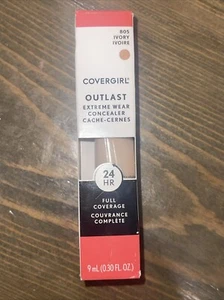 805
IVORY
IVOIRE
COVERGIRL
OUTLAST
EXTREME WEAR
CONCEALER
CACHE-CERNES
24
HR
FULL
COVERAGE
COUVRANCE
COMPLÈTE
9 mL (0.30 FL. OZ.)